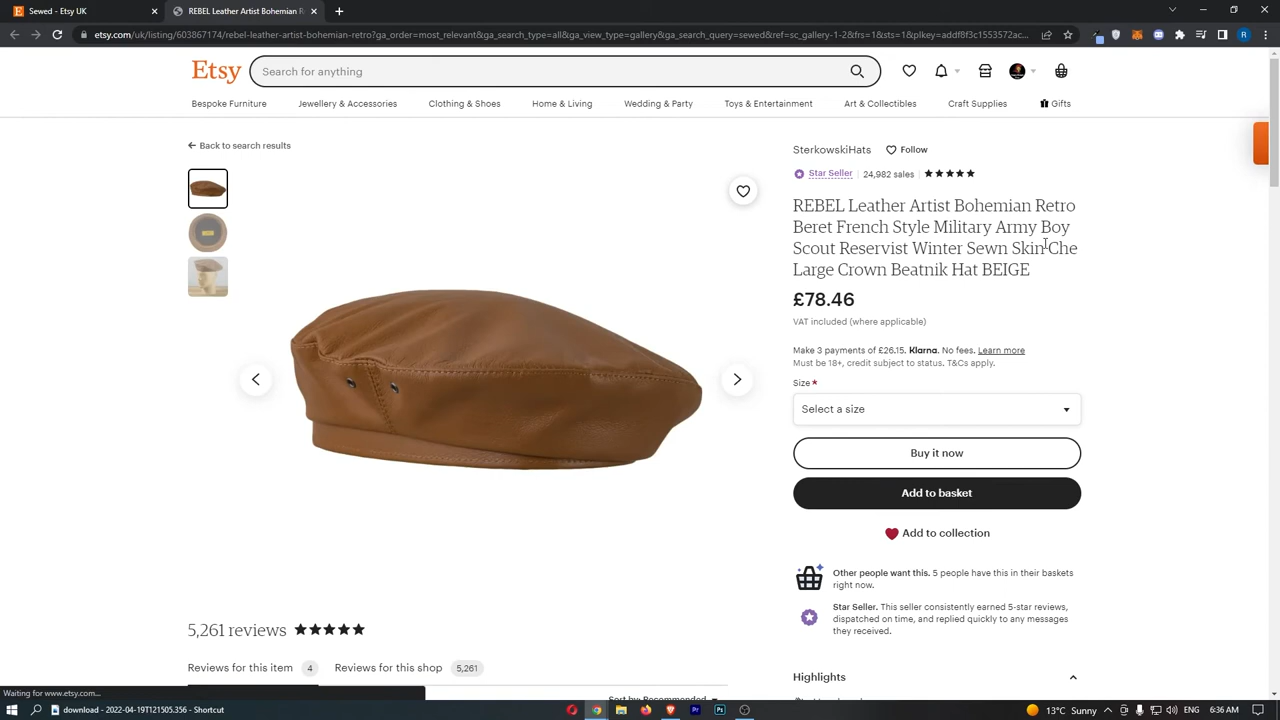 Sewed - Etsy UK
REBEL Leather Artist Bohemian R
etsy.com/uk/listing/603867174/rebel-leather-artist-bohemian-retro?ga_order=most_relevant&ga_search_type=all&ga_view_type=gallery&ga_search_query=sewed&ref=sc_gallery-1-2&frs=1&sts=1&plkey=addf8f3c1553572ac...
Etsy
Search for anything
Bespoke Furniture
Jewellery & Accessories
Clothing & Shoes
Home & Living
Wedding & Party
Toys & Entertainment
Art & Collectibles
Craft Supplies
Gifts
Back to search results
SterkowskiHats
Follow
Star Seller
24,982 sales
REBEL Leather Artist Bohemian Retro
Beret French Style Military Army Boy
Scout Reservist Winter Sewn Skin Che
Large Crown Beatnik Hat BEIGE
£78.46
VAT included (where applicable)
Make 3 payments of £26.15. Klarna. No fees. Learn more
Must be 18+, credit subject to status. T&Cs apply.
Size *
Select a size
Buy it now
Add to basket
Add to collection
Other people want this. 5 people have this in their baskets
right now.
Star Seller. This seller consistently earned 5-star reviews,
dispatched on time, and replied quickly to any messages
they received.
5,261 reviews
Reviews for this item 4
Reviews for this shop 5,261
Sort by: Recommended
Highlights
Waiting for www.etsy.com...
download - 2022-04-19T121505.356 - Shortcut
13°C Sunny
ENG
6:36 AM